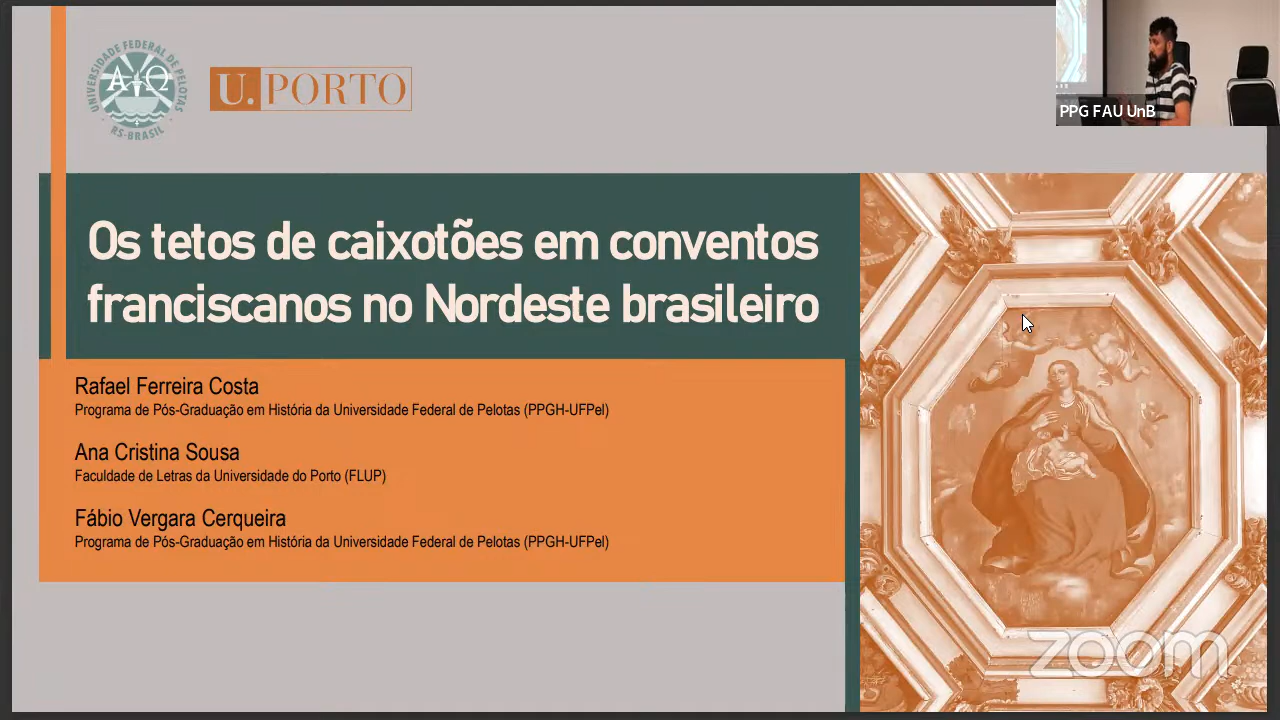 UNIVERSIDADE FEDERAL DE PELOTAS
RS-BRASIL
ΑΩ
U. PORTO
PPG FAU UnB
Os tetos de caixotões em conventos
franciscanos no Nordeste brasileiro
Rafael Ferreira Costa
Programa de Pós-Graduação em História da Universidade Federal de Pelotas (PPGH-UFPel)
Ana Cristina Sousa
Faculdade de Letras da Universidade do Porto (FLUP)
Fábio Vergara Cerqueira
Programa de Pós-Graduação em História da Universidade Federal de Pelotas (PPGH-UFPel)
zoom